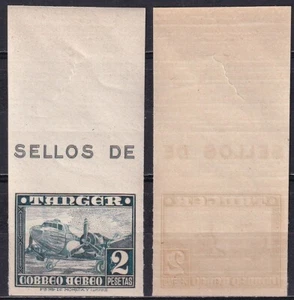 SELLOS DE
TANGER
CORREO AEREO
2
PESETAS